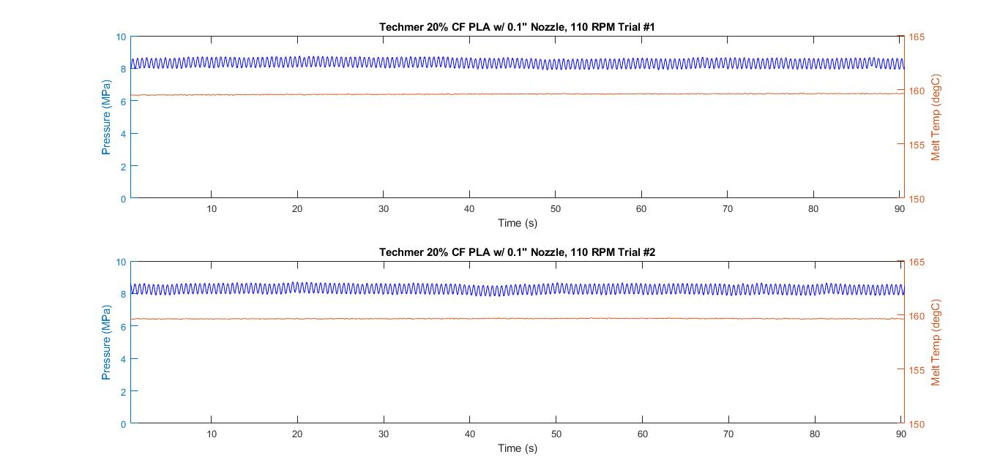 Techmer 20% CF PLA w/ 0.1" Nozzle, 110 RPM Trial #1
10
8
6
4
2
0
Pressure (MPa)
165
160
155
150
Melt Temp (degC)
10 20 30 40 50 60 70 80 90
Time (s)
Techmer 20% CF PLA w/ 0.1" Nozzle, 110 RPM Trial #2
10
8
6
4
2
0
Pressure (MPa)
165
160
155
150
Melt Temp (degC)
10 20 30 40 50 60 70 80 90
Time (s)